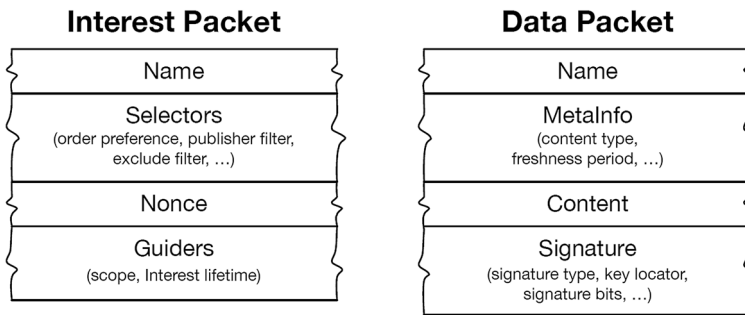 Interest Packet
Name
Selectors
(order preference, publisher filter,
exclude filter, ...)
Nonce
Guiders
(scope, Interest lifetime)
Data Packet
Name
MetaInfo
(content type,
freshness period, ...)
Content
Signature
(signature type, key locator,
signature bits, ...)